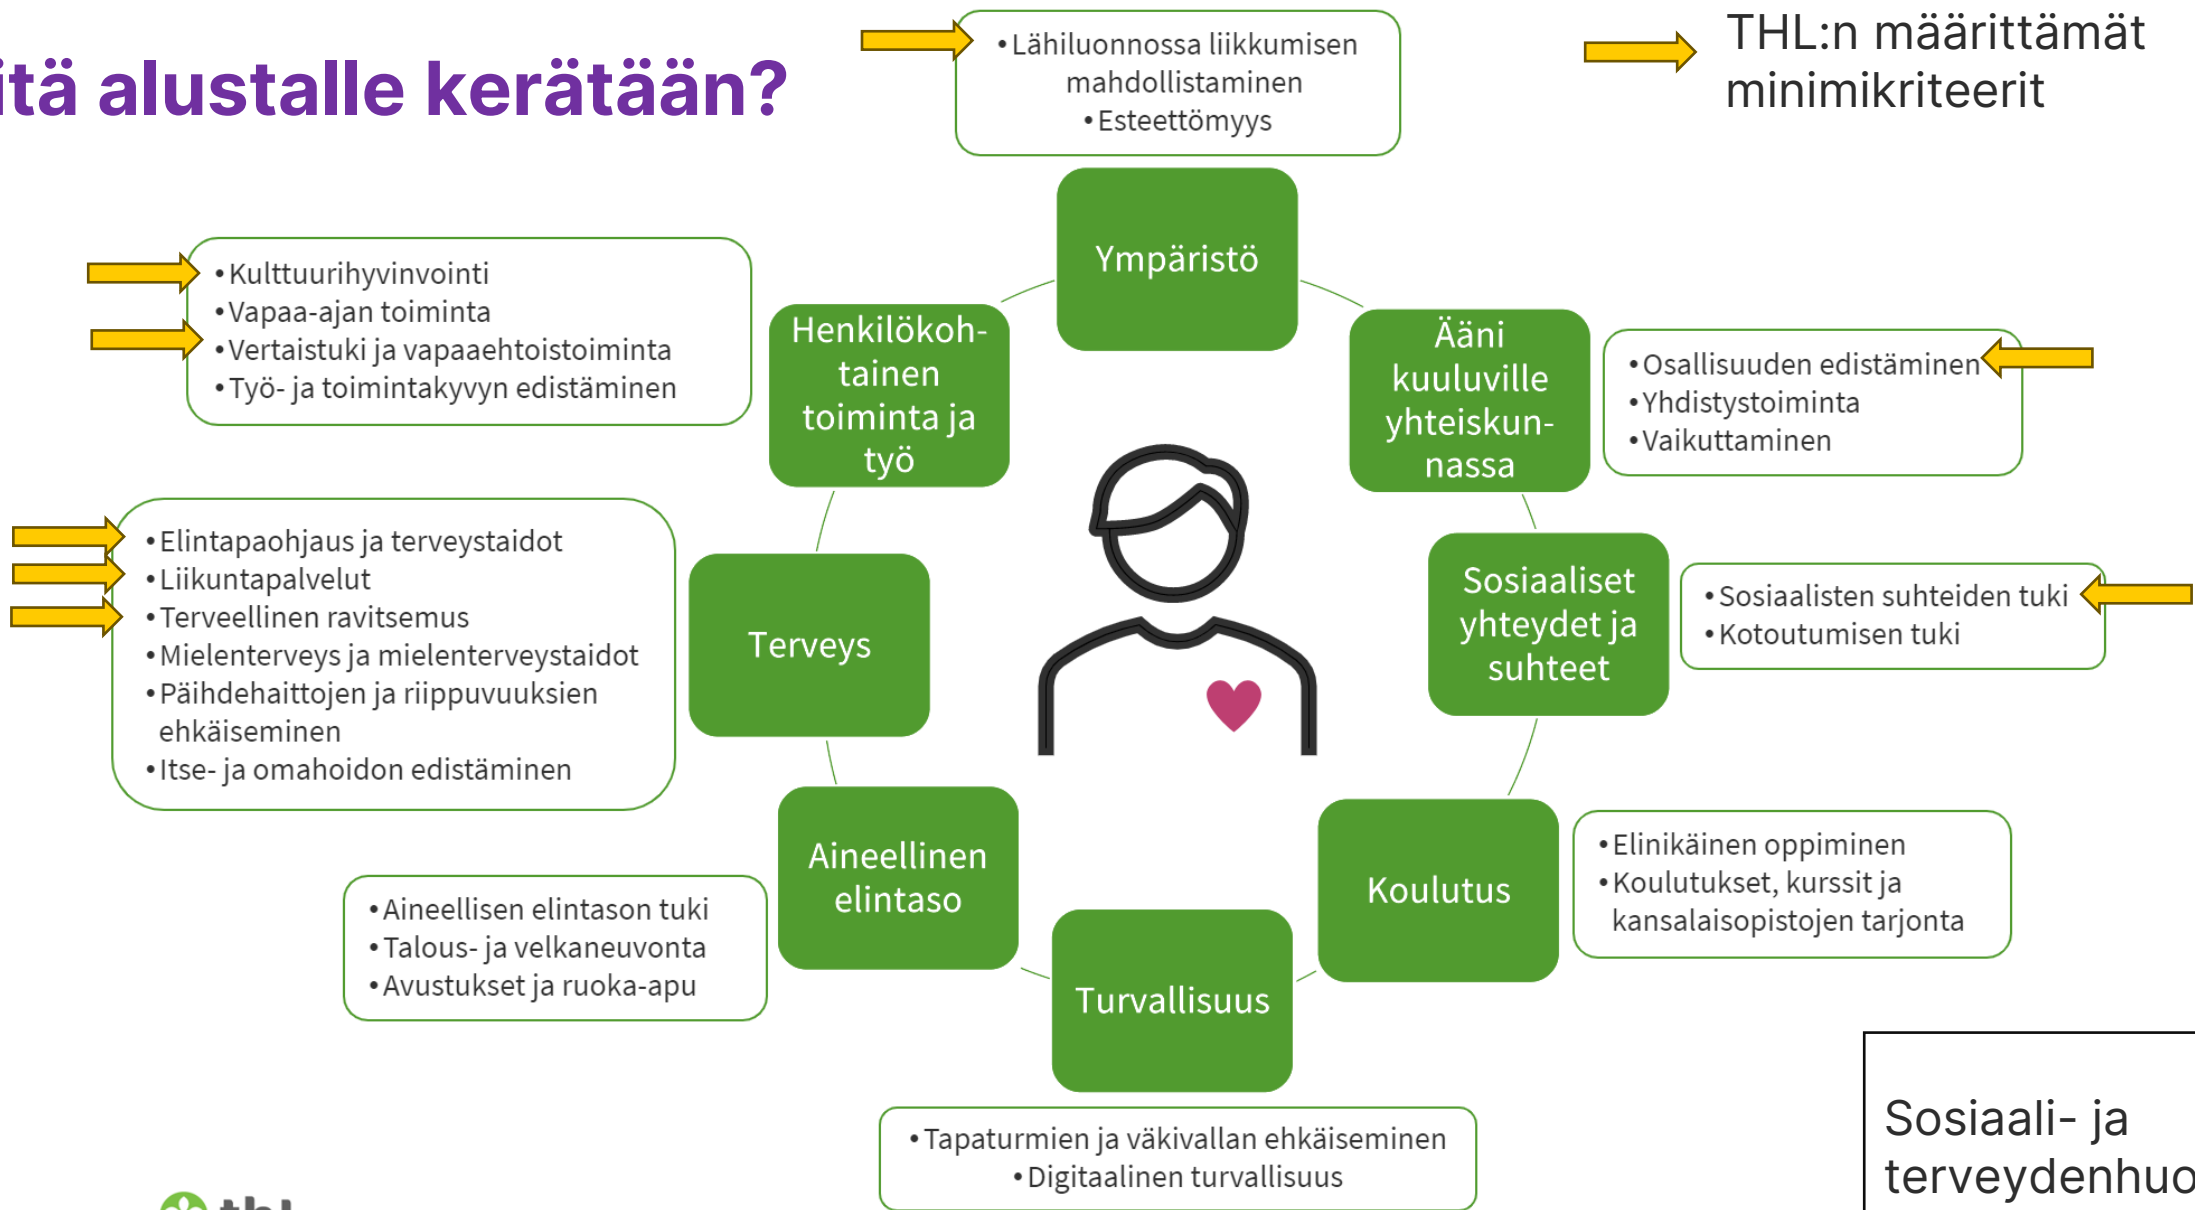 itä alustalle kerätään?
• Lähiluonnossa liikkumisen
mahdollistaminen
• Esteettömyys
THL:n määrittämät
minimikriteerit
Ympäristö
• Kulttuurihyvinvointi
• Vapaa-ajan toiminta
• Vertaistuki ja vapaaehtoistoiminta
• Työ- ja toimintakyvyn edistäminen
Henkilökoh-
tainen
toiminta ja
työ
Ääni
kuuluville
yhteiskun-
nassa
• Osallisuuden edistäminen
• Yhdistystoiminta
• Vaikuttaminen
• Elintapaohjaus ja terveystaidot
• Liikuntapalvelut
• Terveellinen ravitsemus
• Mielenterveys ja mielenterveystaidot
• Päihdehaittojen ja riippuvuuksien
ehkäiseminen
• Itse- ja omahoidon edistäminen
Terveys
Sosiaaliset
yhteydet ja
suhteet
• Sosiaalisten suhteiden tuki
• Kotoutumisen tuki
Aineellinen
elintaso
• Aineellisen elintason tuki
• Talous- ja velkaneuvonta
• Avustukset ja ruoka-apu
Koulutus
• Elinikäinen oppiminen
• Koulutukset, kurssit ja
kansalaisopistojen tarjonta
Turvallisuus
• Tapaturmien ja väkivallan ehkäiseminen
• Digitaalinen turvallisuus
Sosiaali- ja
terveydenhuo
thl